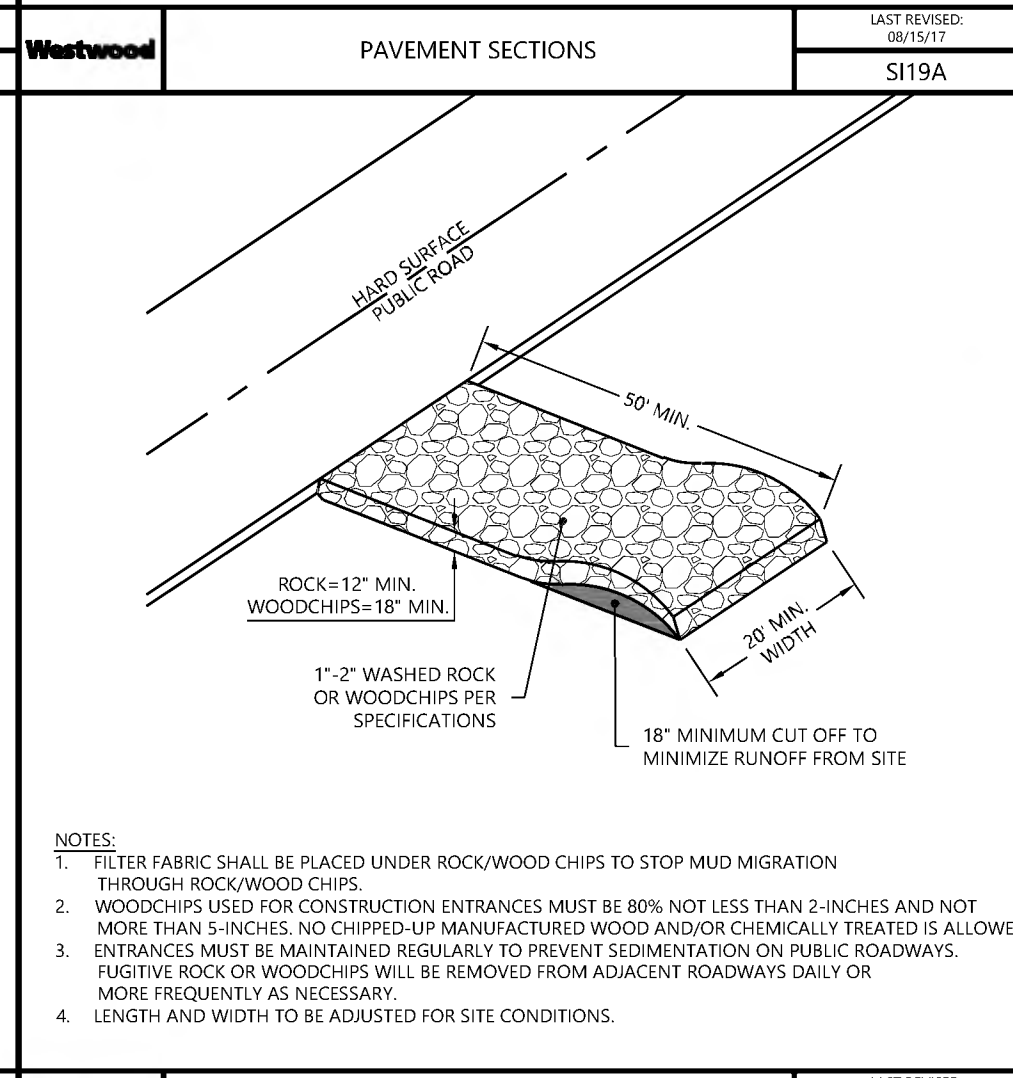 Westwood
PAVEMENT SECTIONS
LAST REVISED:
08/15/17
SI19A
HARD SURFACE
PUBLIC ROAD
50' MIN.
ROCK=12" MIN.
WOODCHIPS=18" MIN.
20' MIN.
WIDTH
1"-2" WASHED ROCK
OR WOODCHIPS PER
SPECIFICATIONS
18" MINIMUM CUT OFF TO
MINIMIZE RUNOFF FROM SITE
NOTES:
1. FILTER FABRIC SHALL BE PLACED UNDER ROCK/WOOD CHIPS TO STOP MUD MIGRATION
THROUGH ROCK/WOOD CHIPS.
2. WOODCHIPS USED FOR CONSTRUCTION ENTRANCES MUST BE 80% NOT LESS THAN 2-INCHES AND NOT
MORE THAN 5-INCHES. NO CHIPPED-UP MANUFACTURED WOOD AND/OR CHEMICALLY TREATED IS ALLOWE
3. ENTRANCES MUST BE MAINTAINED REGULARLY TO PREVENT SEDIMENTATION ON PUBLIC ROADWAYS.
FUGITIVE ROCK OR WOODCHIPS WILL BE REMOVED FROM ADJACENT ROADWAYS DAILY OR
MORE FREQUENTLY AS NECESSARY.
4. LENGTH AND WIDTH TO BE ADJUSTED FOR SITE CONDITIONS.